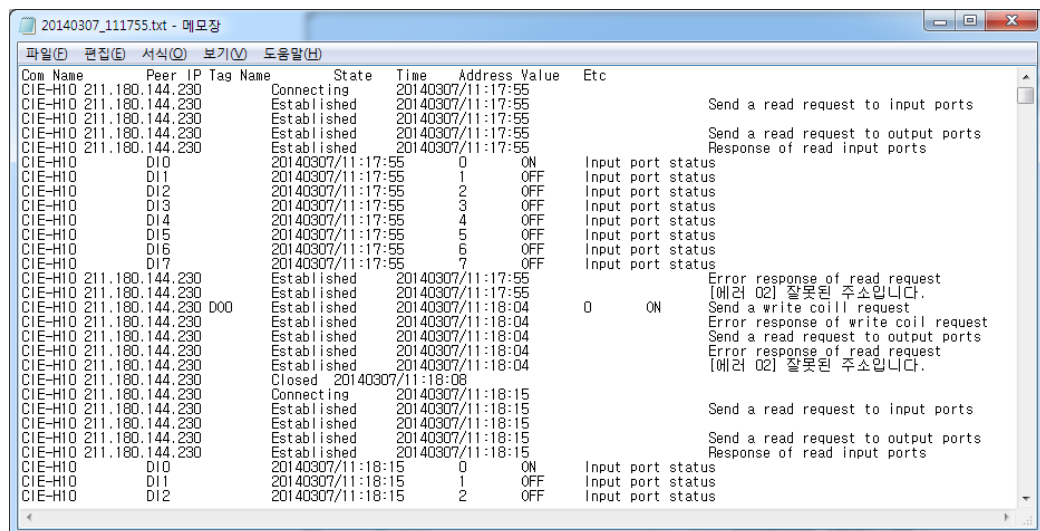 20140307_111755.txt - 메모장
파일(F) 편집(E) 서식(O) 보기(V) 도움말(H)
Com Name Peer IP Tag Name State Time Address Value Etc
CIE-H10 211.180.144.230 Connecting 20140307/11:17:55
CIE-H10 211.180.144.230 Established 20140307/11:17:55 Send a read request to input ports
CIE-H10 211.180.144.230 Established 20140307/11:17:55
CIE-H10 211.180.144.230 Established 20140307/11:17:55 Send a read request to output ports
CIE-H10 211.180.144.230 Established 20140307/11:17:55 Response of read input ports
CIE-H10 DI0 20140307/11:17:55 0 ON Input port status
CIE-H10 DI1 20140307/11:17:55 1 OFF Input port status
CIE-H10 DI2 20140307/11:17:55 2 OFF Input port status
CIE-H10 DI3 20140307/11:17:55 3 OFF Input port status
CIE-H10 DI4 20140307/11:17:55 4 OFF Input port status
CIE-H10 DI5 20140307/11:17:55 5 OFF Input port status
CIE-H10 DI6 20140307/11:17:55 6 OFF Input port status
CIE-H10 DI7 20140307/11:17:55 7 OFF Input port status
CIE-H10 211.180.144.230 Established 20140307/11:17:55 Error response of read request
CIE-H10 211.180.144.230 Established 20140307/11:17:55 [에러 02] 잘못된 주소입니다.
CIE-H10 211.180.144.230 DO0 Established 20140307/11:18:04 0 ON Send a write coill request
CIE-H10 211.180.144.230 Established 20140307/11:18:04 Error response of write coil request
CIE-H10 211.180.144.230 Established 20140307/11:18:04 Send a read request to output ports
CIE-H10 211.180.144.230 Established 20140307/11:18:04 Error response of read request
CIE-H10 211.180.144.230 Established 20140307/11:18:04 [에러 02] 잘못된 주소입니다.
CIE-H10 211.180.144.230 Closed 20140307/11:18:08
CIE-H10 211.180.144.230 Connecting 20140307/11:18:15
CIE-H10 211.180.144.230 Established 20140307/11:18:15 Send a read request to input ports
CIE-H10 211.180.144.230 Established 20140307/11:18:15
CIE-H10 211.180.144.230 Established 20140307/11:18:15 Send a read request to output ports
CIE-H10 211.180.144.230 Established 20140307/11:18:15 Response of read input ports
CIE-H10 DI0 20140307/11:18:15 0 ON Input port status
CIE-H10 DI1 20140307/11:18:15 1 OFF Input port status
CIE-H10 DI2 20140307/11:18:15 2 OFF Input port status